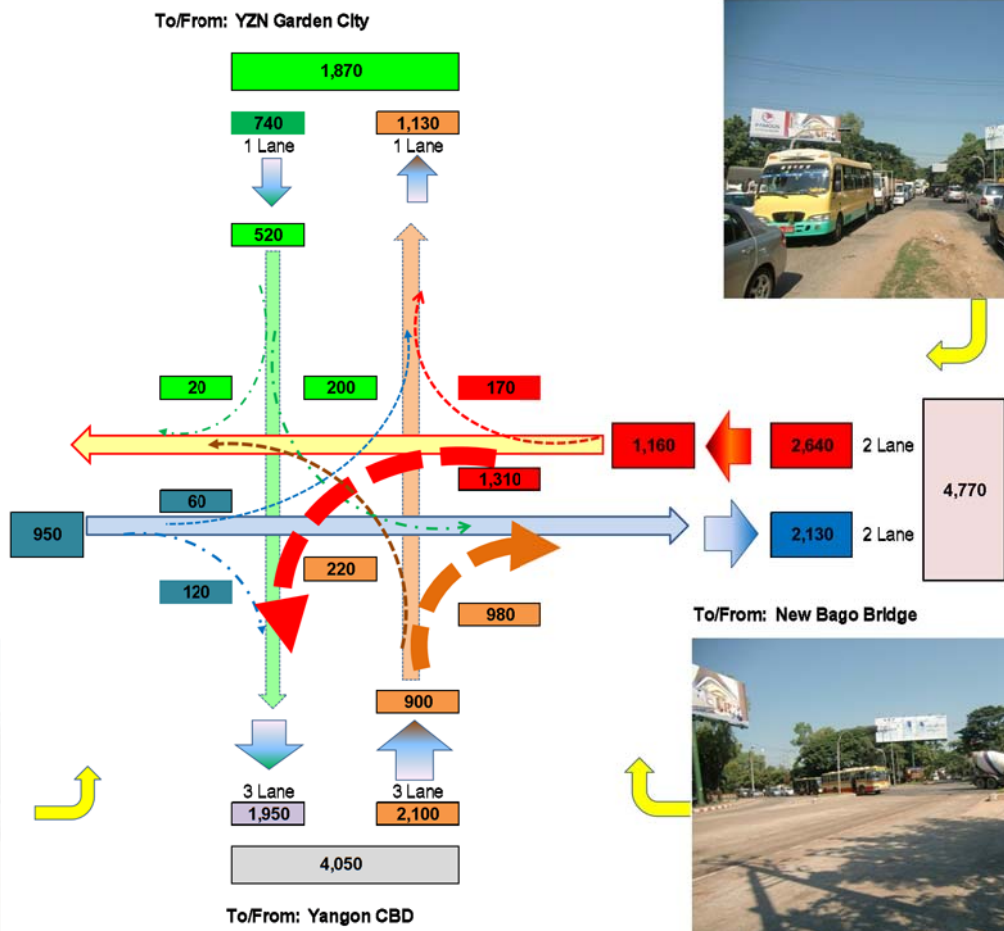 To/From: YZN Garden City
1,870
740
1,130
1 Lane
1 Lane
520
20
200
170
1,160
2,640
2 Lane
4,770
1,310
60
950
2,130
2 Lane
220
120
980
To/From: New Bago Bridge
900
3 Lane
3 Lane
1,950
2,100
4,050
To/From: Yangon CBD